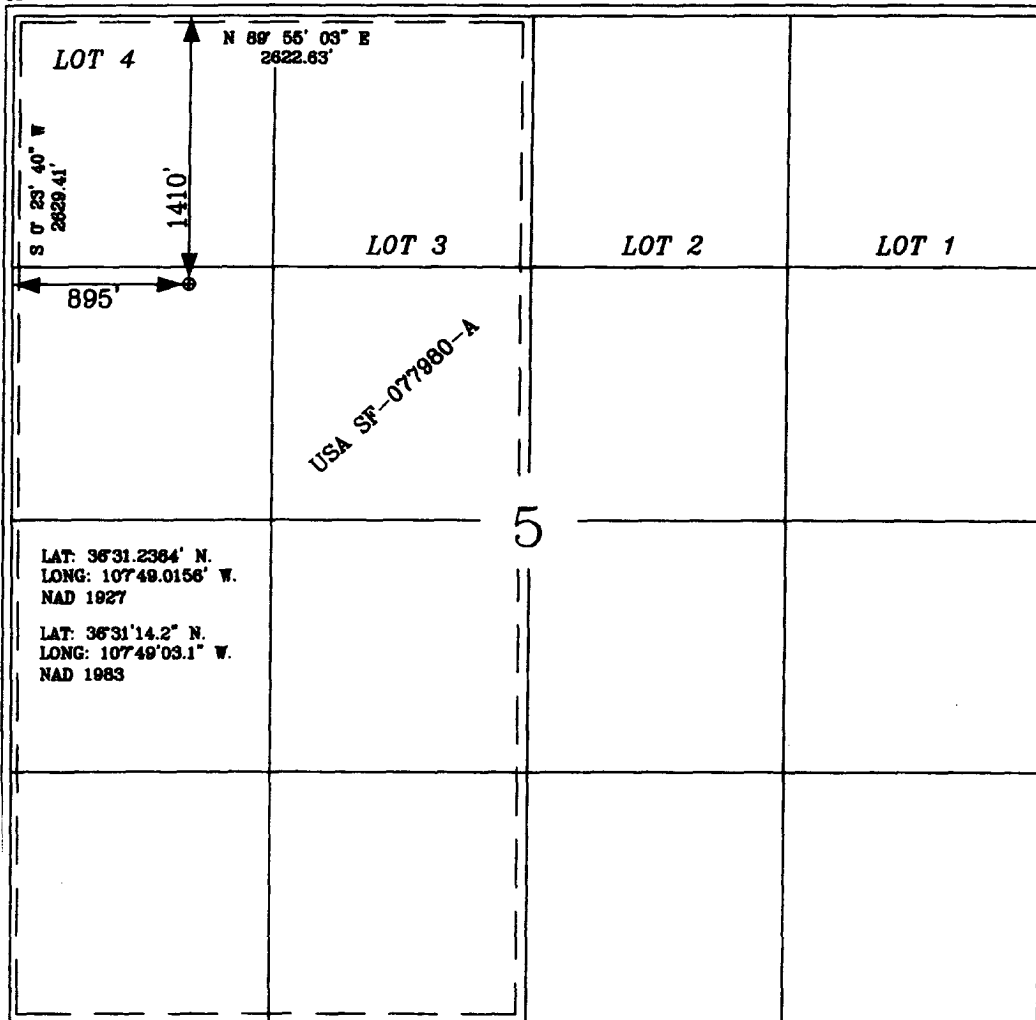 LOT 4
N 89° 55' 03" E
2622.63'
S 0° 23' 40" W
2629.41'
1410'
895'
LOT 3
LOT 2
LOT 1
USA SF-077980-A
5
LAT: 36°31.2364' N.
LONG: 107°49.0156' W.
NAD 1927
LAT: 36°31'14.2" N.
LONG: 107°49'03.1" W.
NAD 1983